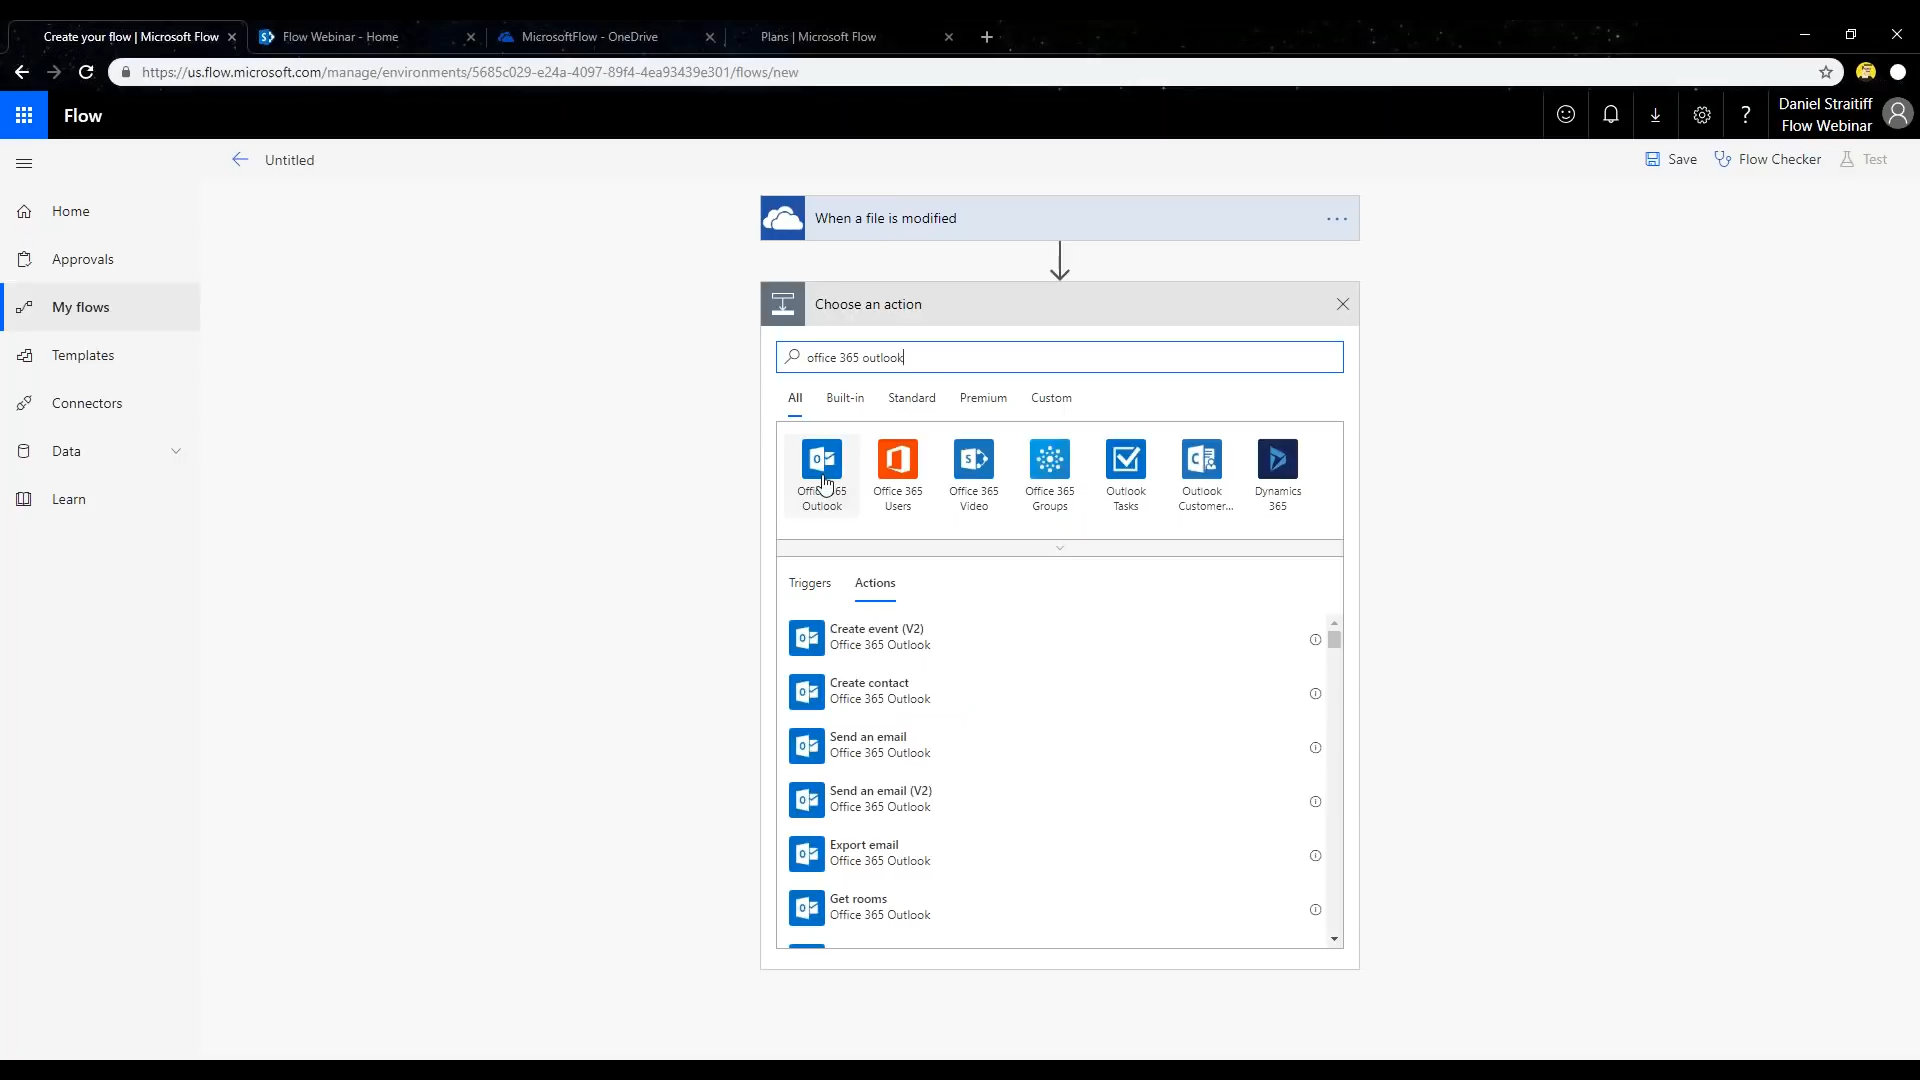 Create your flow | Microsoft Flow
Flow Webinar - Home
MicrosoftFlow - OneDrive
Plans | Microsoft Flow
https://us.flow.microsoft.com/manage/environments/5685c029-e24a-4097-89f4-4ea93439e301/flows/new
Flow
?
Daniel Straitiff
Flow Webinar
Untitled
Save
Flow Checker
Test
Home
Approvals
My flows
Templates
Connectors
Data
Learn
When a file is modified
Choose an action
office 365 outlook
All
Built-in
Standard
Premium
Custom
Office 365
Outlook
Office 365
Users
Office 365
Video
Office 365
Groups
Outlook
Tasks
Outlook
Customer...
Dynamics
365
Triggers
Actions
Create event (V2)
Office 365 Outlook
Create contact
Office 365 Outlook
Send an email
Office 365 Outlook
Send an email (V2)
Office 365 Outlook
Export email
Office 365 Outlook
Get rooms
Office 365 Outlook